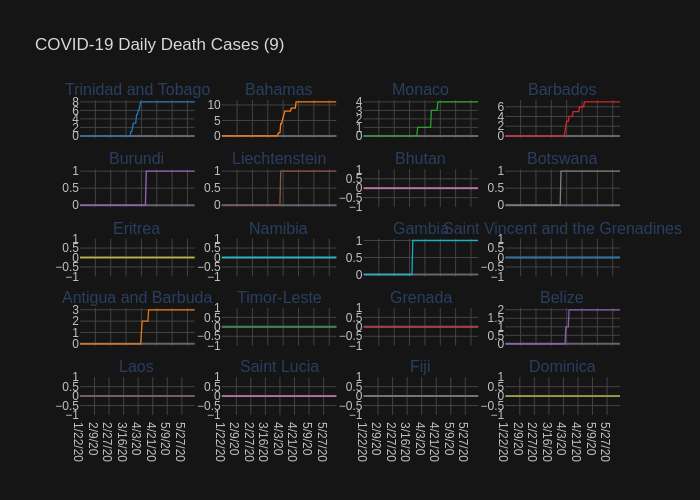 COVID-19 Daily Death Cases (9)
Trinidad and Tobago Bahamas Monaco Barbados
8 6 4 2 0
10 5 0
4 3 2 1 0
6 4 2 0
Burundi Liechtenstein Bhutan Botswana
1 0.5 0
1 0.5 0
1 0.5 0 −0.5 −1
1 0.5 0
Eritrea Namibia Gambia Saint Vincent and the Grenadines
1 0.5 0 −0.5 −1
1 0.5 0 −0.5 −1
1 0.5 0
1 0.5 0 −0.5 −1
Antigua and Barbuda Timor-Leste Grenada Belize
3 2 1 0
1 0.5 0 −0.5 −1
1 0.5 0 −0.5 −1
2 1.5 1 0.5 0
Laos Saint Lucia Fiji Dominica
1 0.5 0 −0.5 −1
1 0.5 0 −0.5 −1
1 0.5 0 −0.5 −1
1 0.5 0 −0.5 −1
1/22/20 2/9/20 2/27/20 3/16/20 4/3/20 4/21/20 5/9/20 5/27/20
1/22/20 2/9/20 2/27/20 3/16/20 4/3/20 4/21/20 5/9/20 5/27/20
1/22/20 2/9/20 2/27/20 3/16/20 4/3/20 4/21/20 5/9/20 5/27/20
1/22/20 2/9/20 2/27/20 3/16/20 4/3/20 4/21/20 5/9/20 5/27/20